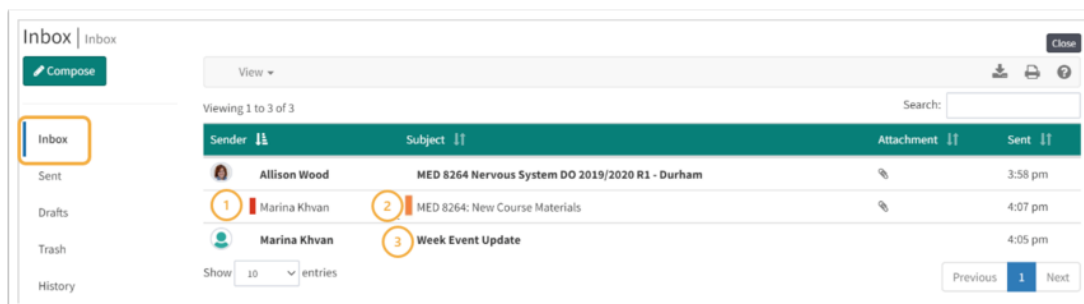 Inbox | Inbox
Close
Compose
View
Viewing 1 to 3 of 3
Search:
Inbox
Sender Subject Attachment Sent
Allison Wood MED 8264 Nervous System DO 2019/2020 R1 - Durham 3:58 pm
Sent
1 Marina Khvan 2 MED 8264: New Course Materials 4:07 pm
Drafts
Marina Khvan 3 Week Event Update 4:05 pm
Trash
Show 10 entries
Previous 1 Next
History